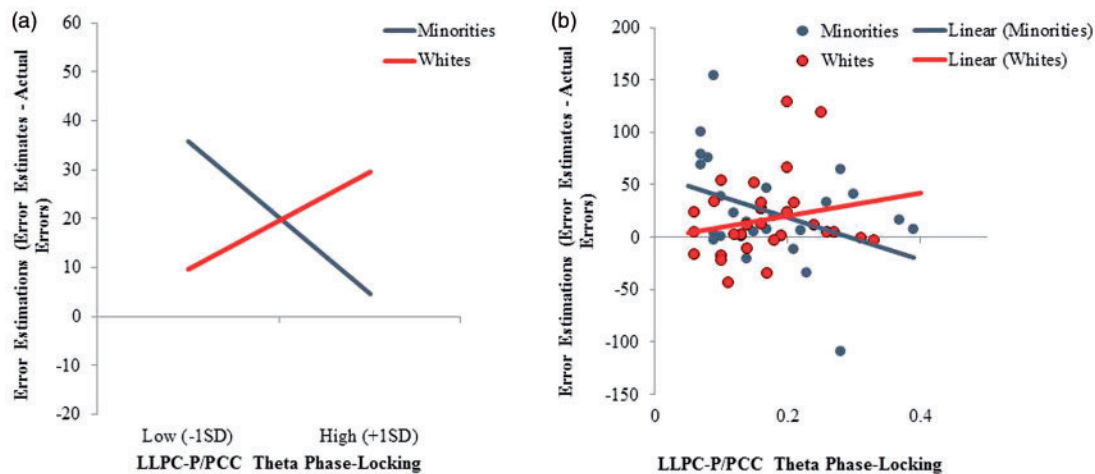 (a)
60
50
40
30
20
10
0
-10
-20
Error Estimations (Error Estimates - Actual
Errors)
Minorities
Whites
Low (-1SD) High (+1SD)
LLPC-P/PCC Theta Phase-Locking
(b)
200
150
100
50
0
-50
-100
-150
Error Estimations (Error Estimates - Actual
Errors)
Minorities Linear (Minorities)
Whites Linear (Whites)
0 0.2 0.4
LLPC-P/PCC Theta Phase-Locking